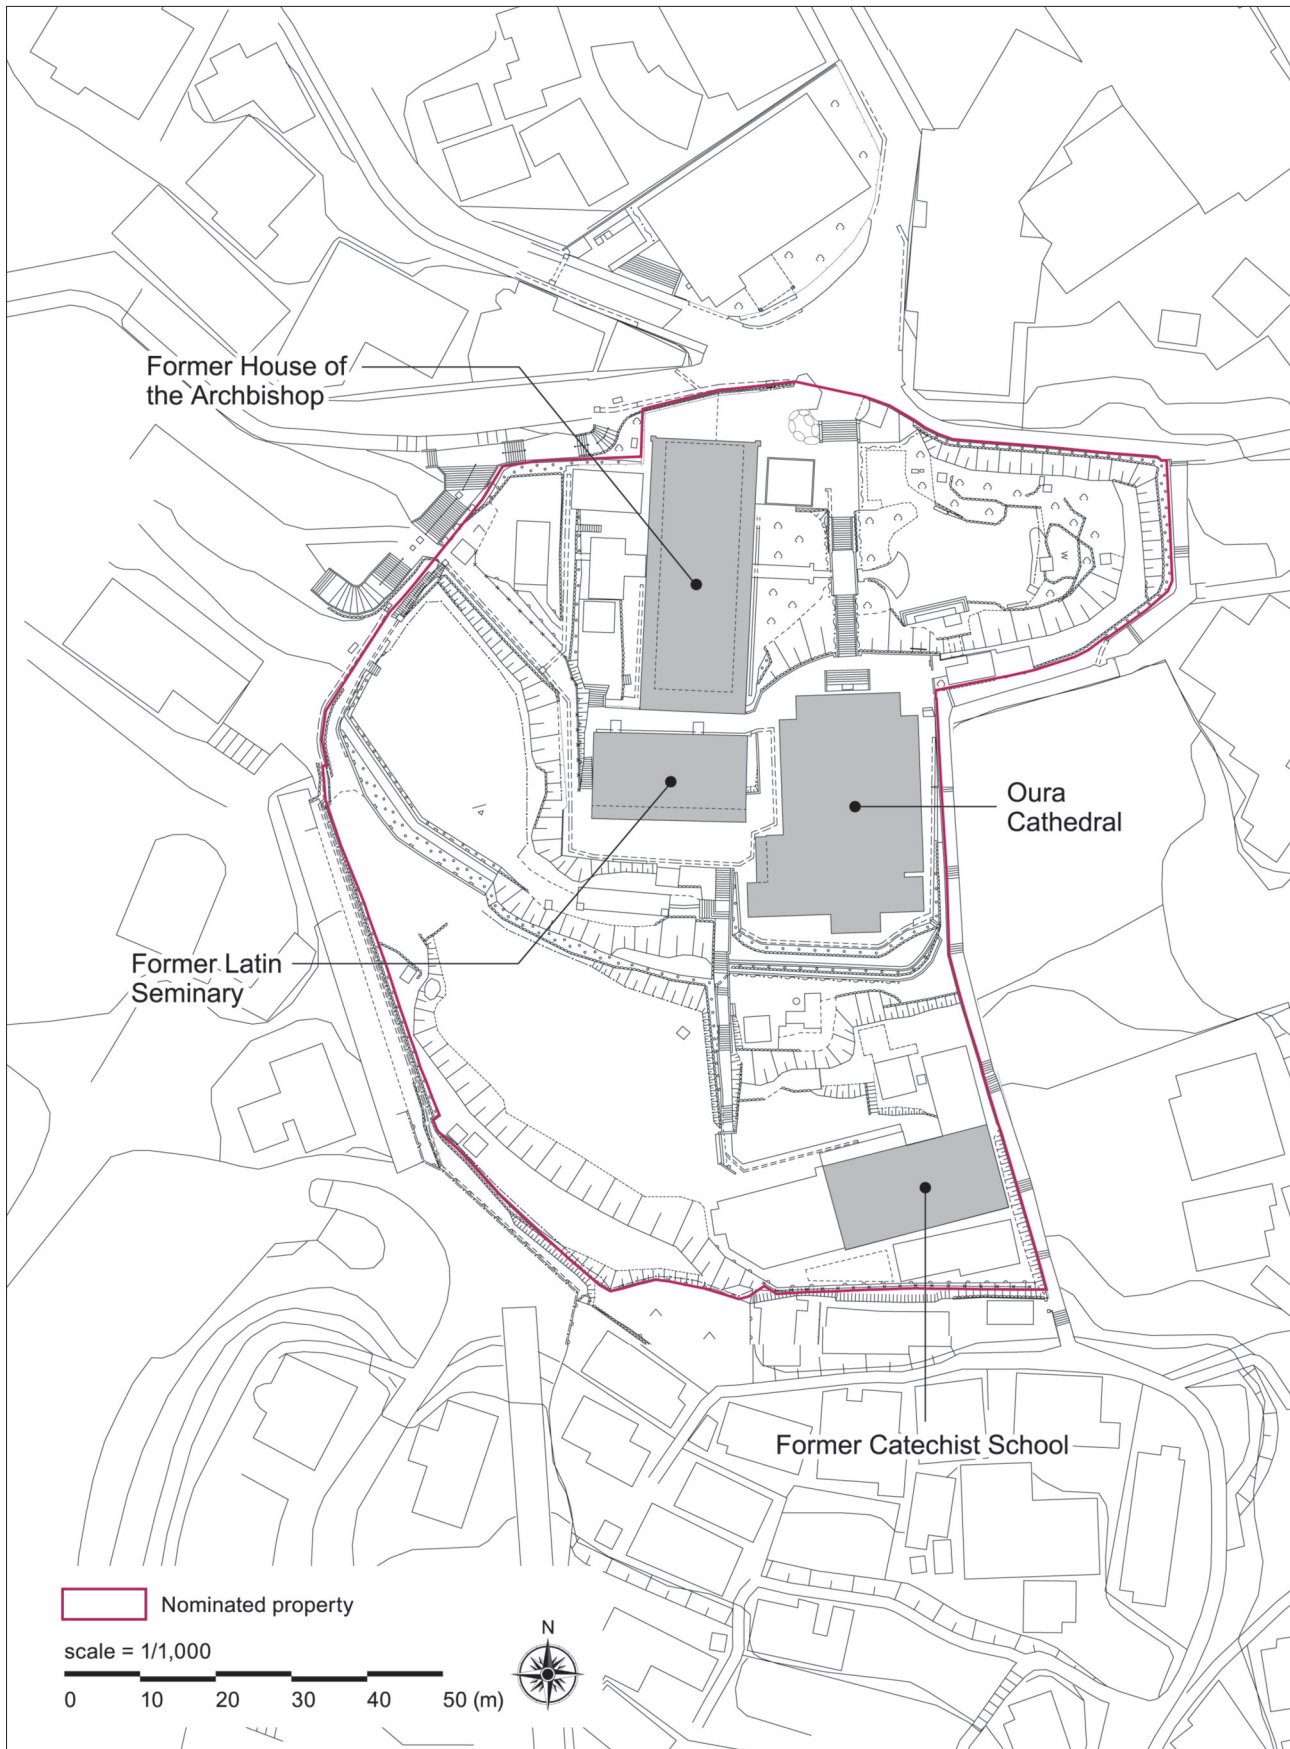 Former House of
the Archbishop
Oura
Cathedral
Former Latin
Seminary
Former Catechist School
Nominated property
scale = 1/1,000
0 10 20 30 40 50 (m)
N
W